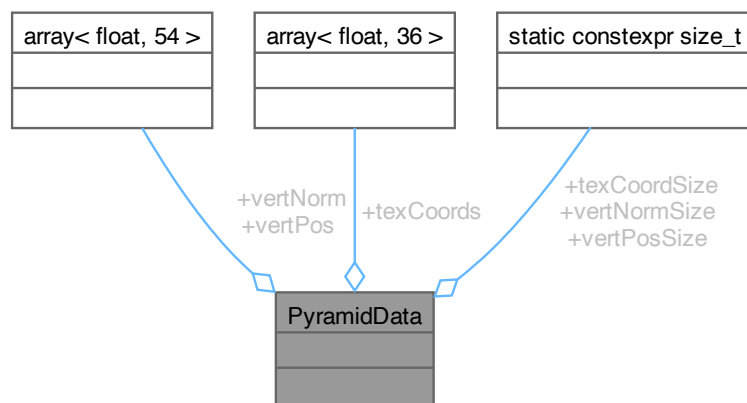 array< float, 54 >
array< float, 36 >
static constexpr size_t
+vertNorm
+vertPos
+texCoords
+texCoordSize
+vertNormSize
+vertPosSize
PyramidData